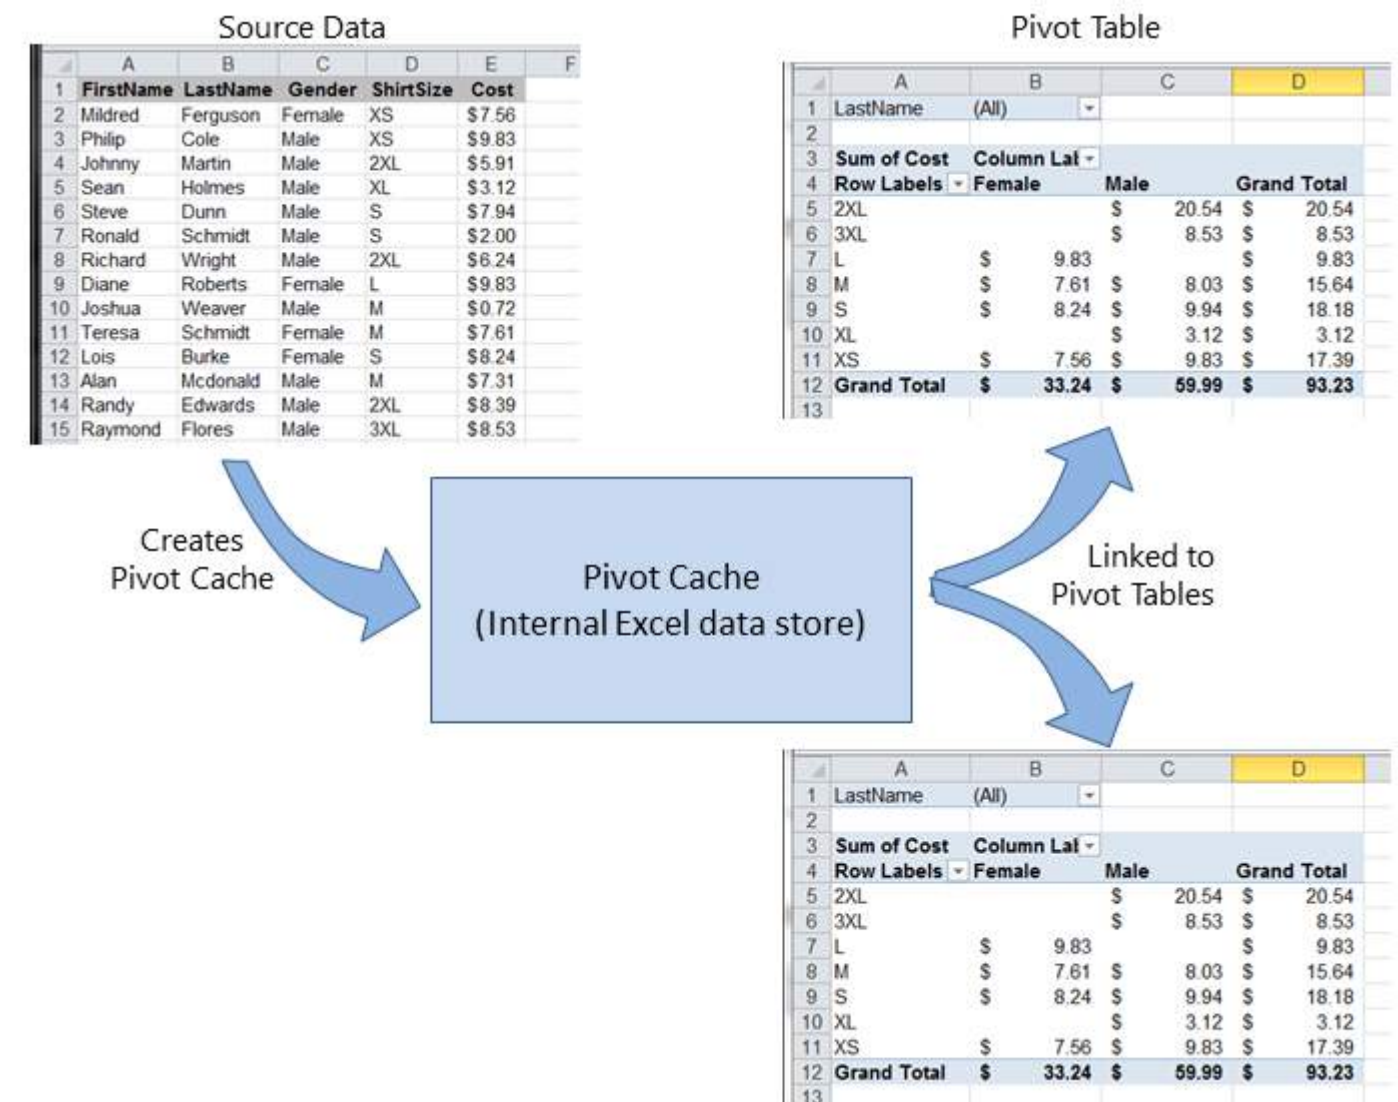 Source Data
A B C D E F
1 FirstName LastName Gender ShirtSize Cost
2 Mildred Ferguson Female XS $7.56
3 Philip Cole Male XS $9.83
4 Johnny Martin Male 2XL $5.91
5 Sean Holmes Male XL $3.12
6 Steve Dunn Male S $7.94
7 Ronald Schmidt Male S $2.00
8 Richard Wright Male 2XL $6.24
9 Diane Roberts Female L $9.83
10 Joshua Weaver Male M $0.72
11 Teresa Schmidt Female M $7.61
12 Lois Burke Female S $8.24
13 Alan Mcdonald Male M $7.31
14 Randy Edwards Male 2XL $8.39
15 Raymond Flores Male 3XL $8.53
Pivot Table
A B C D
1 LastName (All)
2
3 Sum of Cost Column Lal
4 Row Labels Female Male Grand Total
5 2XL $ 20.54 $ 20.54
6 3XL $ 8.53 $ 8.53
7 L $ 9.83 $ 9.83
8 M $ 7.61 $ 8.03 $ 15.64
9 S $ 8.24 $ 9.94 $ 18.18
10 XL $ 3.12 $ 3.12
11 XS $ 7.56 $ 9.83 $ 17.39
12 Grand Total $ 33.24 $ 59.99 $ 93.23
13
Creates
Pivot Cache
Pivot Cache
(Internal Excel data store)
Linked to
Pivot Tables
A B C D
1 LastName (All)
2
3 Sum of Cost Column Lal
4 Row Labels Female Male Grand Total
5 2XL $ 20.54 $ 20.54
6 3XL $ 8.53 $ 8.53
7 L $ 9.83 $ 9.83
8 M $ 7.61 $ 8.03 $ 15.64
9 S $ 8.24 $ 9.94 $ 18.18
10 XL $ 3.12 $ 3.12
11 XS $ 7.56 $ 9.83 $ 17.39
12 Grand Total $ 33.24 $ 59.99 $ 93.23
13